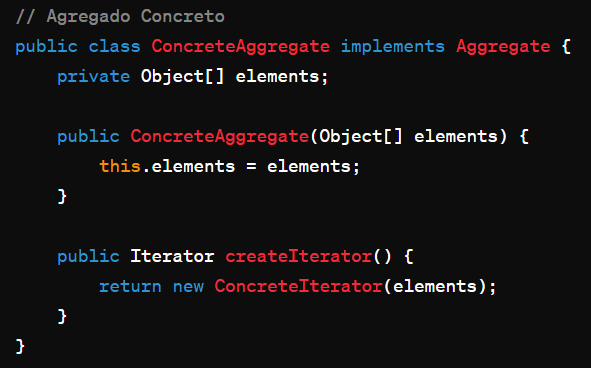 // Agregado Concreto
public class ConcreteAggregate implements Aggregate {
    private Object[] elements;

    public ConcreteAggregate(Object[] elements) {
        this.elements = elements;
    }

    public Iterator createIterator() {
        return new ConcreteIterator(elements);
    }
}